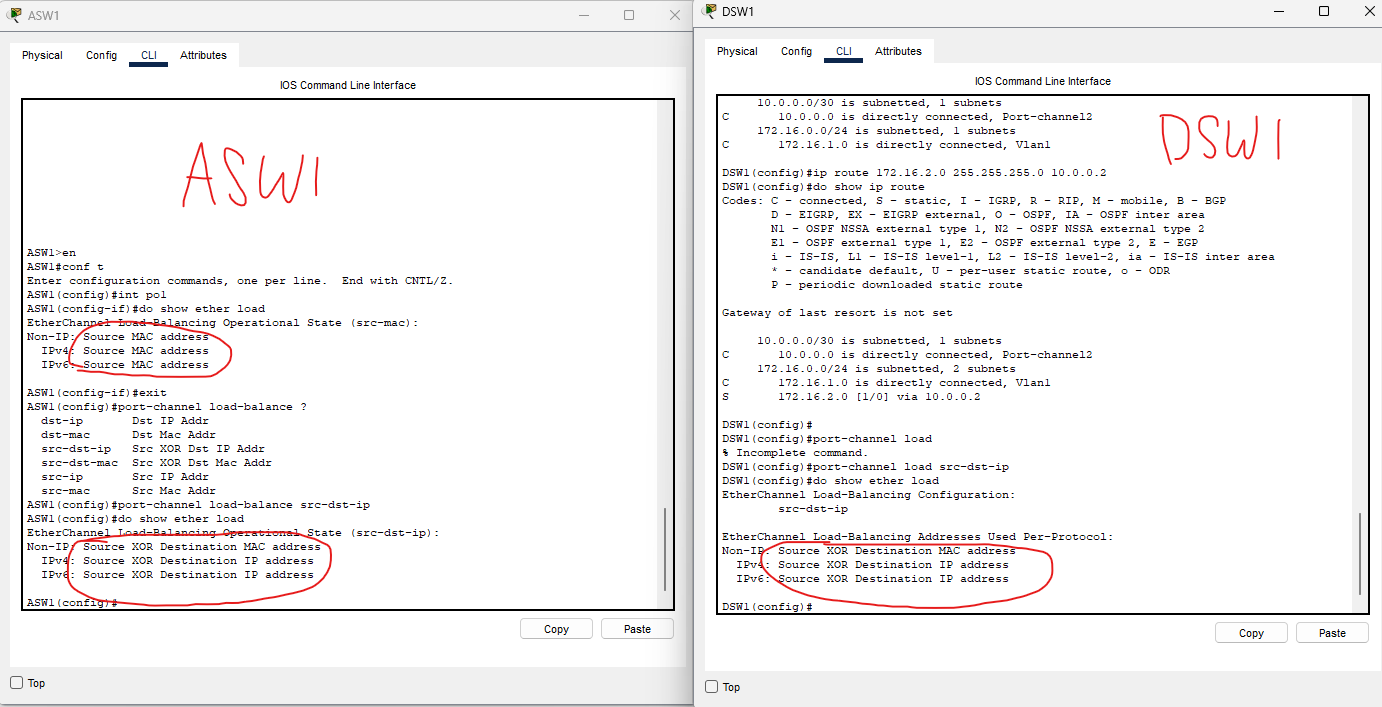 ASW1
Physical Config CLI Attributes
IOS Command Line Interface
ASW1
ASW1>en
ASW1#conf t
Enter configuration commands, one per line.  End with CNTL/Z.
ASW1(config)#int po1
ASW1(config-if)#do show ether load
EtherChannel Load-Balancing Operational State (src-mac):
Non-IP: Source MAC address
  IPv4: Source MAC address
  IPv6: Source MAC address
ASW1(config-if)#exit
ASW1(config)#port-channel load-balance ?
  dst-ip       Dst IP Addr
  dst-mac      Dst Mac Addr
  src-dst-ip   Src XOR Dst IP Addr
  src-dst-mac  Src XOR Dst Mac Addr
  src-ip       Src IP Addr
  src-mac      Src Mac Addr
ASW1(config)#port-channel load-balance src-dst-ip
ASW1(config)#do show ether load
EtherChannel Load-Balancing Operational State (src-dst-ip):
Non-IP: Source XOR Destination MAC address
  IPv4: Source XOR Destination IP address
  IPv6: Source XOR Destination IP address
ASW1(config)#
Copy Paste
Top
DSW1
Physical Config CLI Attributes
IOS Command Line Interface
     10.0.0.0/30 is subnetted, 1 subnets
C       10.0.0.0 is directly connected, Port-channel2
     172.16.0.0/24 is subnetted, 1 subnets
C       172.16.1.0 is directly connected, Vlan1
DSW1
DSW1(config)#ip route 172.16.2.0 255.255.255.0 10.0.0.2
DSW1(config)#do show ip route
Codes: C - connected, S - static, I - IGRP, R - RIP, M - mobile, B - BGP
       D - EIGRP, EX - EIGRP external, O - OSPF, IA - OSPF inter area
       N1 - OSPF NSSA external type 1, N2 - OSPF NSSA external type 2
       E1 - OSPF external type 1, E2 - OSPF external type 2, E - EGP
       i - IS-IS, L1 - IS-IS level-1, L2 - IS-IS level-2, ia - IS-IS inter area
       * - candidate default, U - per-user static route, o - ODR
       P - periodic downloaded static route
Gateway of last resort is not set
     10.0.0.0/30 is subnetted, 1 subnets
C       10.0.0.0 is directly connected, Port-channel2
     172.16.0.0/24 is subnetted, 2 subnets
C       172.16.1.0 is directly connected, Vlan1
S       172.16.2.0 [1/0] via 10.0.0.2
DSW1(config)#
DSW1(config)#port-channel load
% Incomplete command.
DSW1(config)#port-channel load src-dst-ip
DSW1(config)#do show ether load
EtherChannel Load-Balancing Configuration:
        src-dst-ip
EtherChannel Load-Balancing Addresses Used Per-Protocol:
Non-IP: Source XOR Destination MAC address
  IPv4: Source XOR Destination IP address
  IPv6: Source XOR Destination IP address
DSW1(config)#
Copy Paste
Top